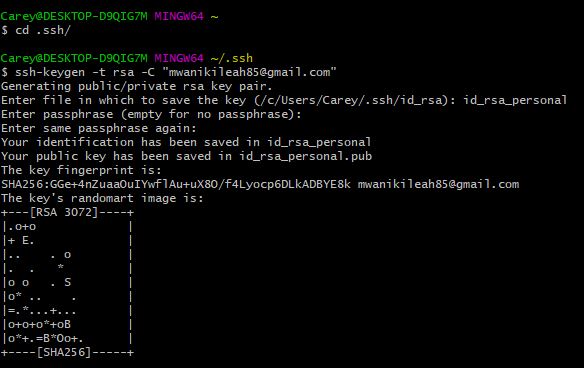 Carey@DESKTOP-D9QIG7M MINGW64 ~
$ cd .ssh/

Carey@DESKTOP-D9QIG7M MINGW64 ~/.ssh
$ ssh-keygen -t rsa -C "mwanikileah85@gmail.com"
Generating public/private rsa key pair.
Enter file in which to save the key (/c/Users/Carey/.ssh/id_rsa): id_rsa_personal
Enter passphrase (empty for no passphrase):
Enter same passphrase again:
Your identification has been saved in id_rsa_personal
Your public key has been saved in id_rsa_personal.pub
The key fingerprint is:
SHA256:GGe+4nZuaaOuIYwflAu+uX8O/f4Lyocp6DLkADBYE8k mwanikileah85@gmail.com
The key's randomart image is:
+---[RSA 3072]----+
|.o+o             |
|+ E.             |
|..    . o        |
|.  .   *         |
|o o   . S        |
|o* ..    .       |
|=.*...+...       |
|o+o+o*+oB        |
|o*+.=B*Oo+.      |
+----[SHA256]-----+